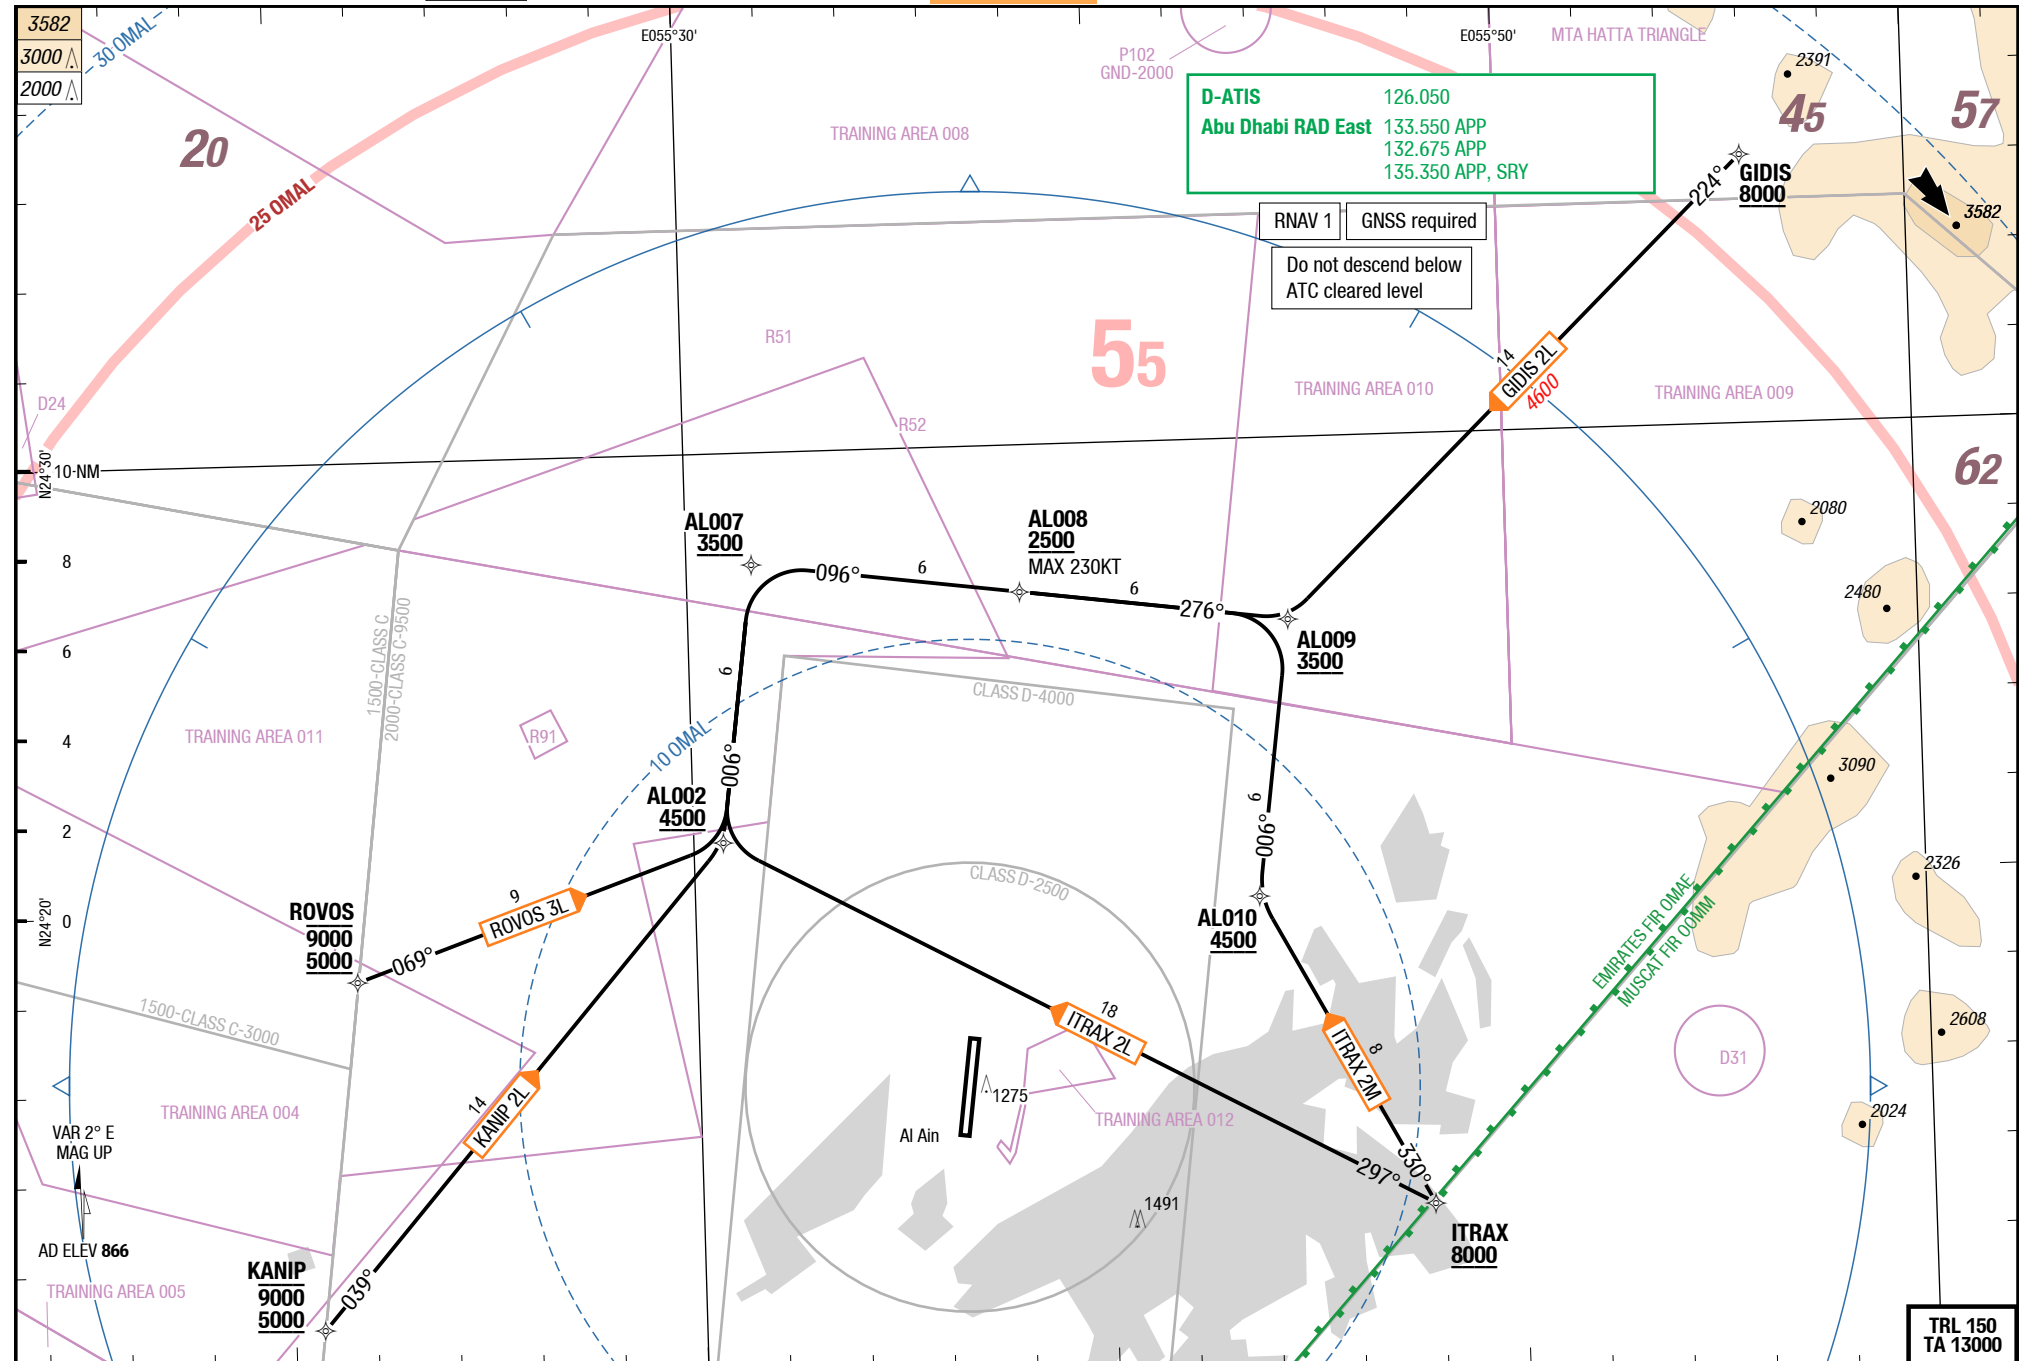 3582
3000
2000
30 OMAL
E055°30'
E055°50'
MTA HATTA TRIANGLE
P102
GND-2000
2391
45
57
20
TRAINING AREA 008
D-ATIS 126.050
Abu Dhabi RAD East 133.550 APP
132.675 APP
135.350 APP, SRY
25 OMAL
224°
GIDIS
8000
3582
RNAV 1
GNSS required
Do not descend below
ATC cleared level
R51
55
14
GIDIS 2L
4600
TRAINING AREA 010
TRAINING AREA 009
D24
R52
N24°30'
10-NM
62
AL007
3500
AL008
2500
MAX 230KT
2080
8
096°
6
6
276°
2480
AL009
3500
1500-CLASS C
2000-CLASS C-9500
6
6
CLASS D-4000
TRAINING AREA 011
R91
10 OMAL
4
006°
3090
AL002
4500
6
006°
2
CLASS D-2500
2326
EMIRATES FIR OMAE
MUSCAT FIR OOMM
9
ROVOS 3L
ROVOS
9000
5000
069°
N24°20'
0
AL010
4500
1500-CLASS C-3000
18
ITRAX 2L
8
ITRAX 2M
2608
D31
14
KANIP 2L
1275
TRAINING AREA 004
TRAINING AREA 012
2024
VAR 2° E
MAG UP
Al Ain
330°
297°
1491
AD ELEV 866
ITRAX
8000
KANIP
9000
5000
039°
TRAINING AREA 005
TRL 150
TA 13000